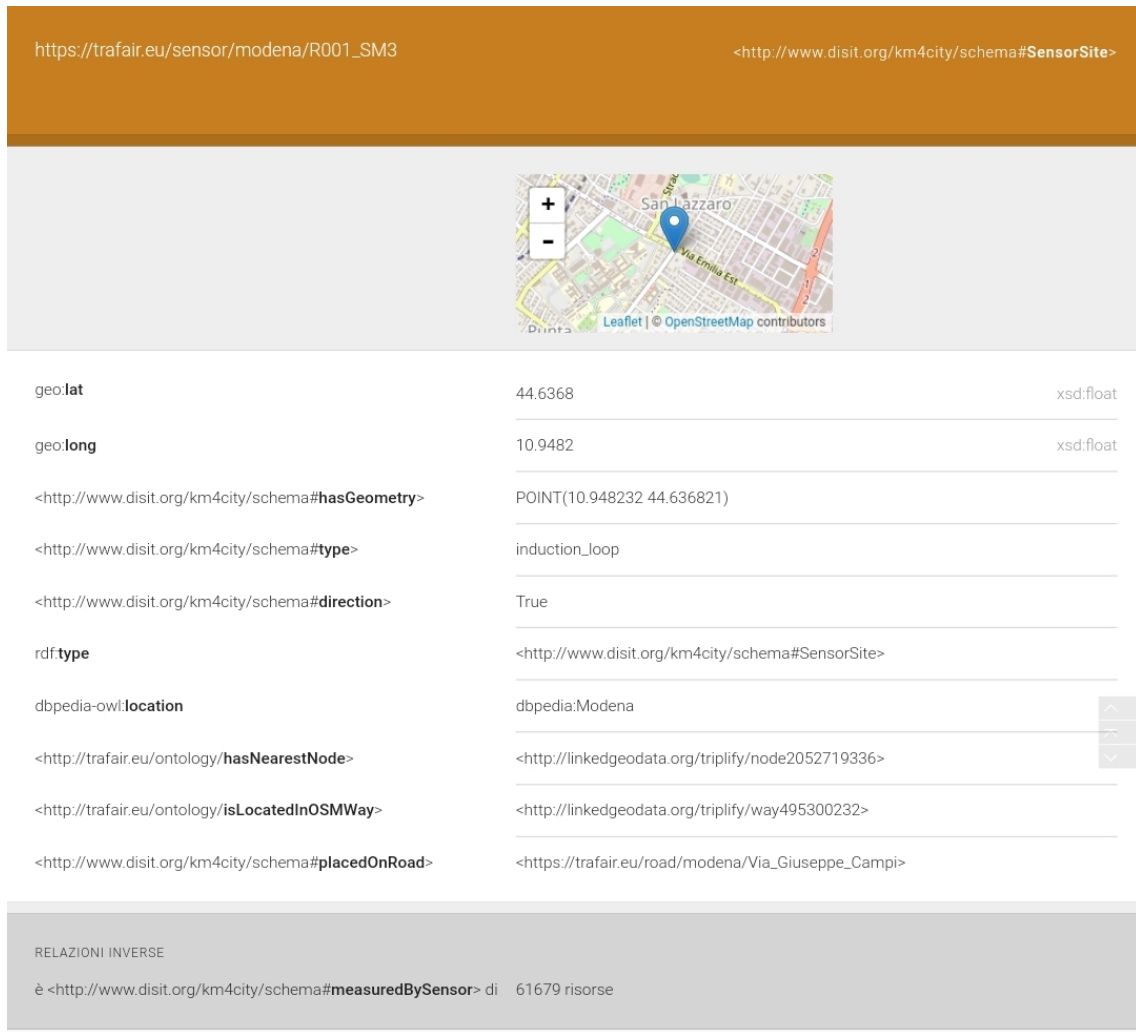 https://trafair.eu/sensor/modena/R001_SM3
<http://www.disit.org/km4city/schema#SensorSite>
+
-
San Lazzaro
Via Emilia Est
2
1
2
Punta
Leaflet | © OpenStreetMap contributors
geo:lat 44.6368 xsd:float
geo:long 10.9482 xsd:float
<http://www.disit.org/km4city/schema#hasGeometry> POINT(10.948232 44.636821)
<http://www.disit.org/km4city/schema#type> induction_loop
<http://www.disit.org/km4city/schema#direction> True
rdf:type <http://www.disit.org/km4city/schema#SensorSite>
dbpedia-owl:location dbpedia:Modena
<http://trafair.eu/ontology/hasNearestNode> <http://linkedgeodata.org/triplify/node2052719336>
<http://trafair.eu/ontology/isLocatedInOSMWay> <http://linkedgeodata.org/triplify/way495300232>
<http://www.disit.org/km4city/schema#placedOnRoad> <https://trafair.eu/road/modena/Via_Giuseppe_Campi>
RELAZIONI INVERSE
è <http://www.disit.org/km4city/schema#measuredBySensor> di 61679 risorse